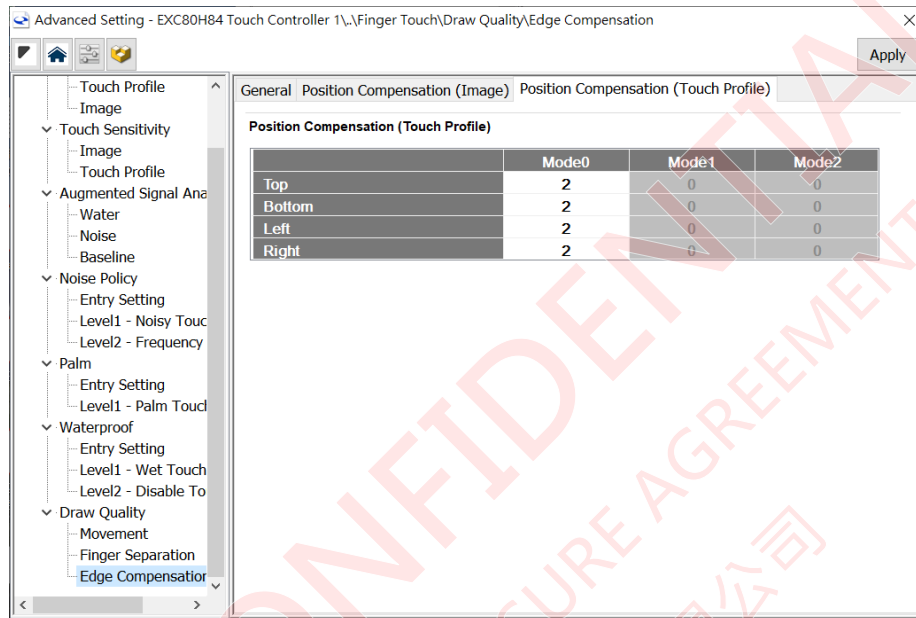 Advanced Setting - EXC80H84 Touch Controller 1\..\Finger Touch\Draw Quality\Edge Compensation
Apply
Touch Profile
Image
Touch Sensitivity
Image
Touch Profile
Augmented Signal Ana
Water
Noise
Baseline
Noise Policy
Entry Setting
Level1 - Noisy Touc
Level2 - Frequency
Palm
Entry Setting
Level1 - Palm Touch
Waterproof
Entry Setting
Level1 - Wet Touch
Level2 - Disable To
Draw Quality
Movement
Finger Separation
Edge Compensation
General Position Compensation (Image) Position Compensation (Touch Profile)
Position Compensation (Touch Profile)
Mode0 Mode1 Mode2
Top 2 0 0
Bottom 2 0 0
Left 2 0 0
Right 2 0 0
CONFIDENTIAL
SURE AGREEMENT
公司